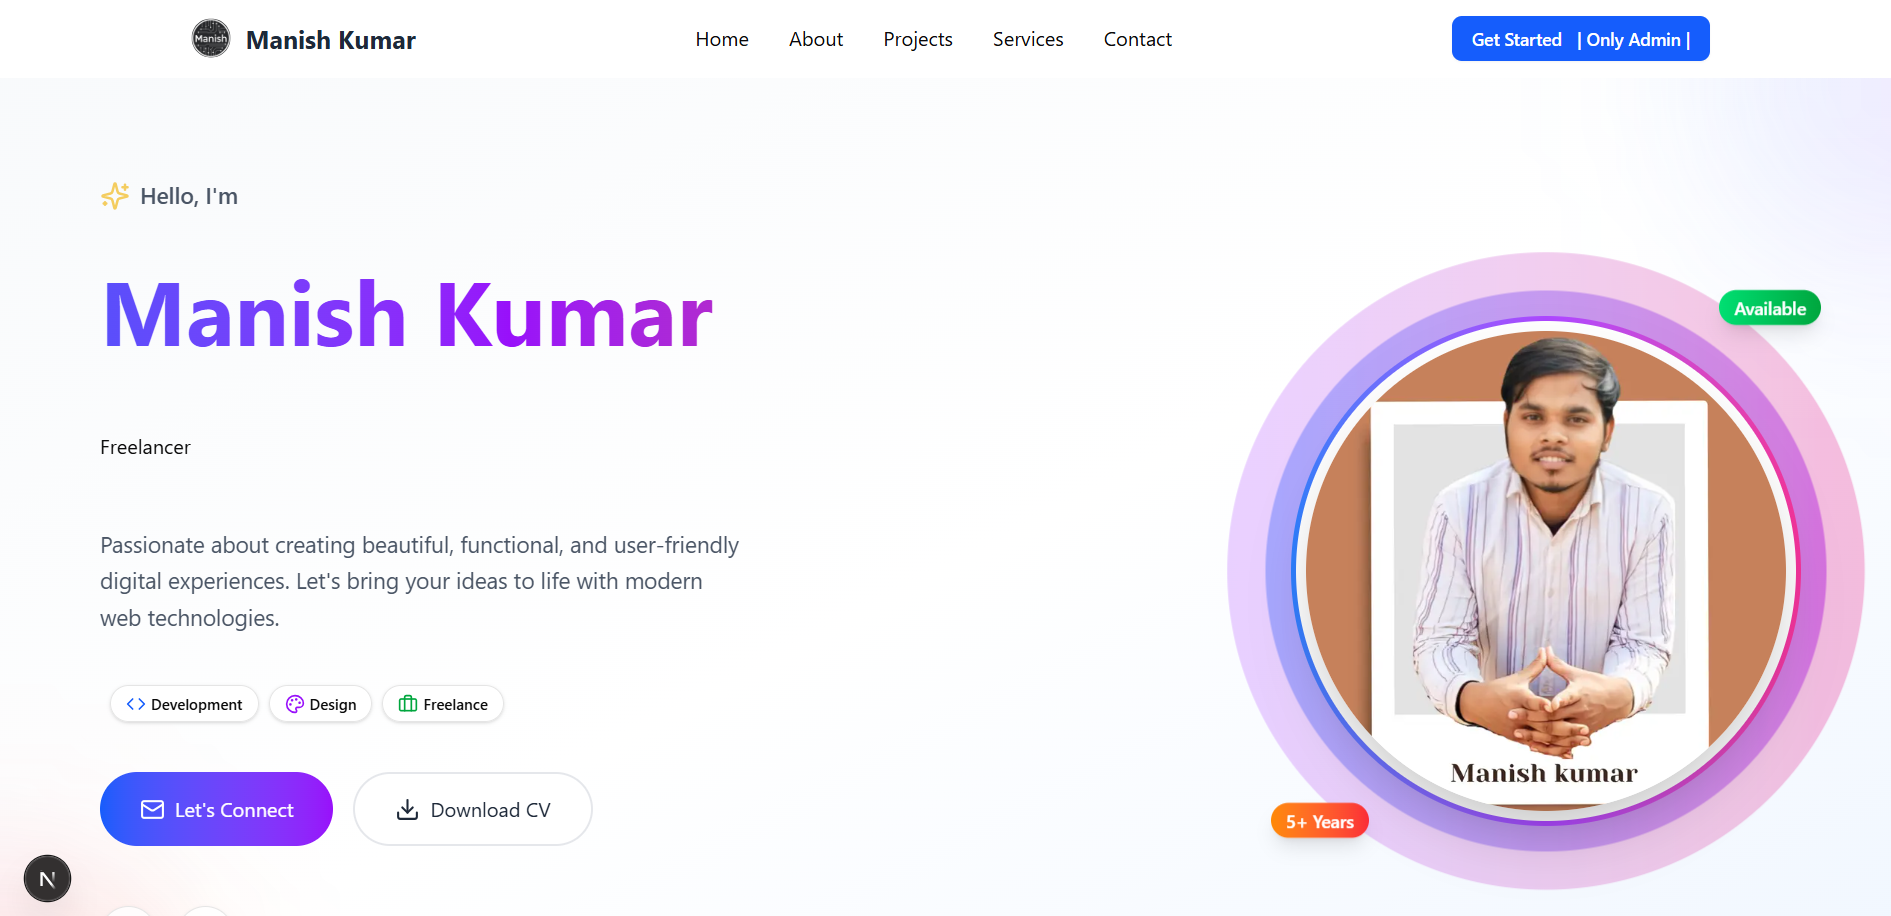 Manish
Manish Kumar
Home
About
Projects
Services
Contact
Get Started | Only Admin |
Hello, I'm
Manish Kumar
Freelancer
Passionate about creating beautiful, functional, and user-friendly
digital experiences. Let's bring your ideas to life with modern
web technologies.
Development
Design
Freelance
Let's Connect
Download CV
Available
Manish kumar
5+ Years
N